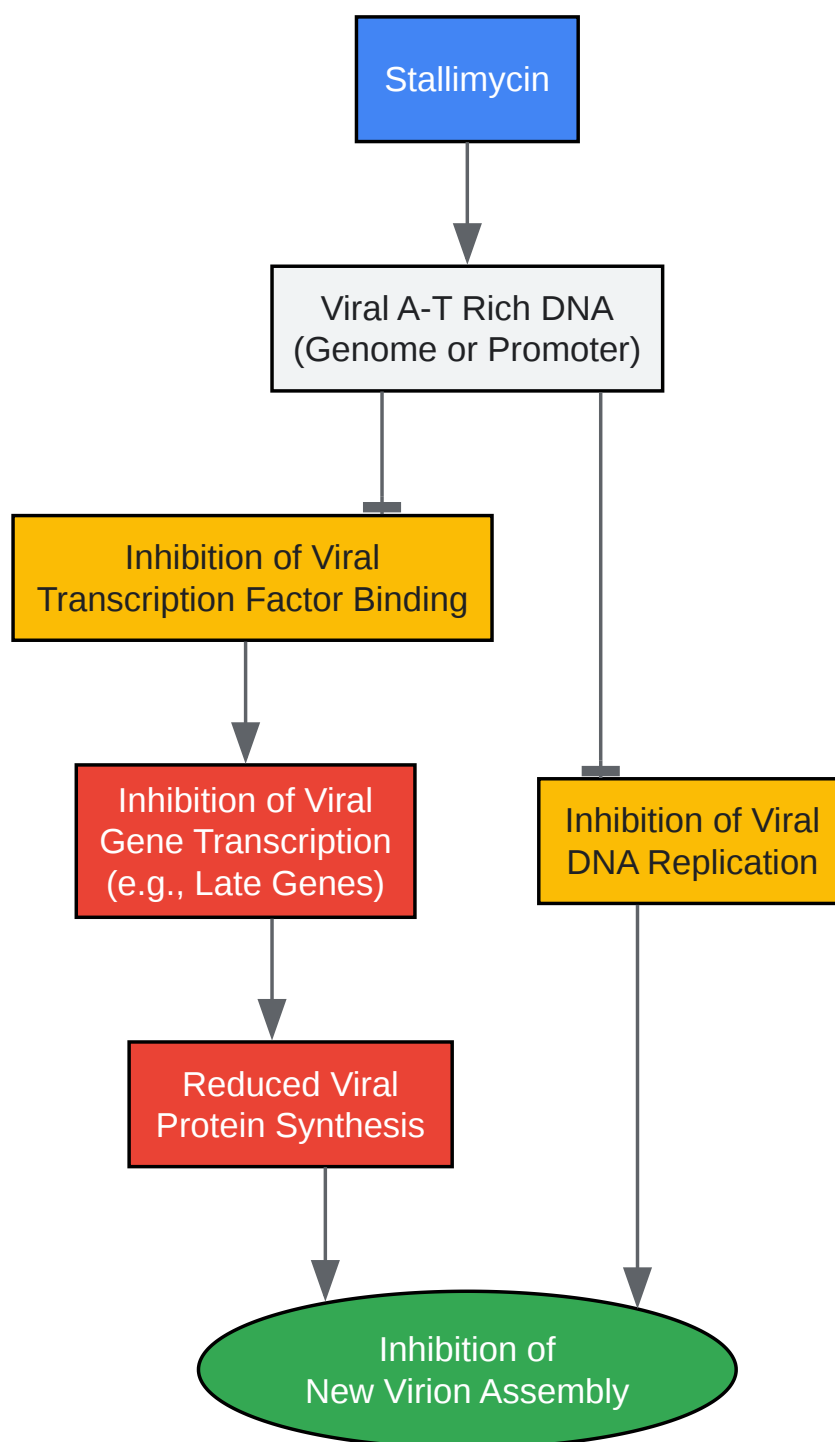 Stallimycin
Viral A-T Rich DNA
(Genome or Promoter)
Inhibition of Viral
Transcription Factor Binding
Inhibition of Viral
Gene Transcription
(e.g., Late Genes)
Inhibition of Viral
DNA Replication
Reduced Viral
Protein Synthesis
Inhibition of
New Virion Assembly